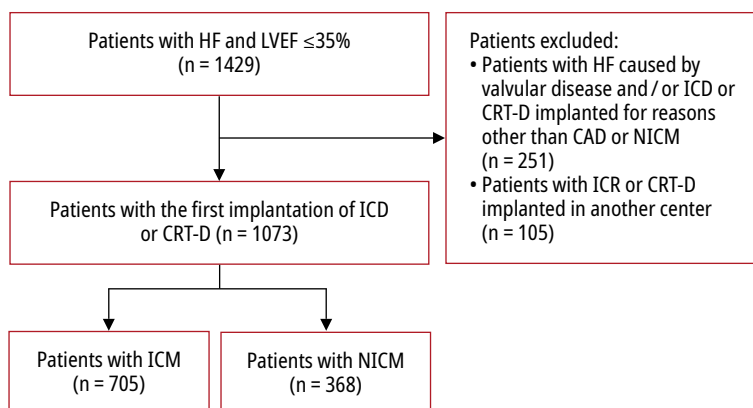 Patients with HF and LVEF ≤35%
(n = 1429)
Patients excluded:
• Patients with HF caused by
valvular disease and / or ICD or
CRT-D implanted for reasons
other than CAD or NICM
(n = 251)
• Patients with ICR or CRT-D
implanted in another center
(n = 105)
Patients with the first implantation of ICD
or CRT-D (n = 1073)
Patients with ICM
(n = 705)
Patients with NICM
(n = 368)